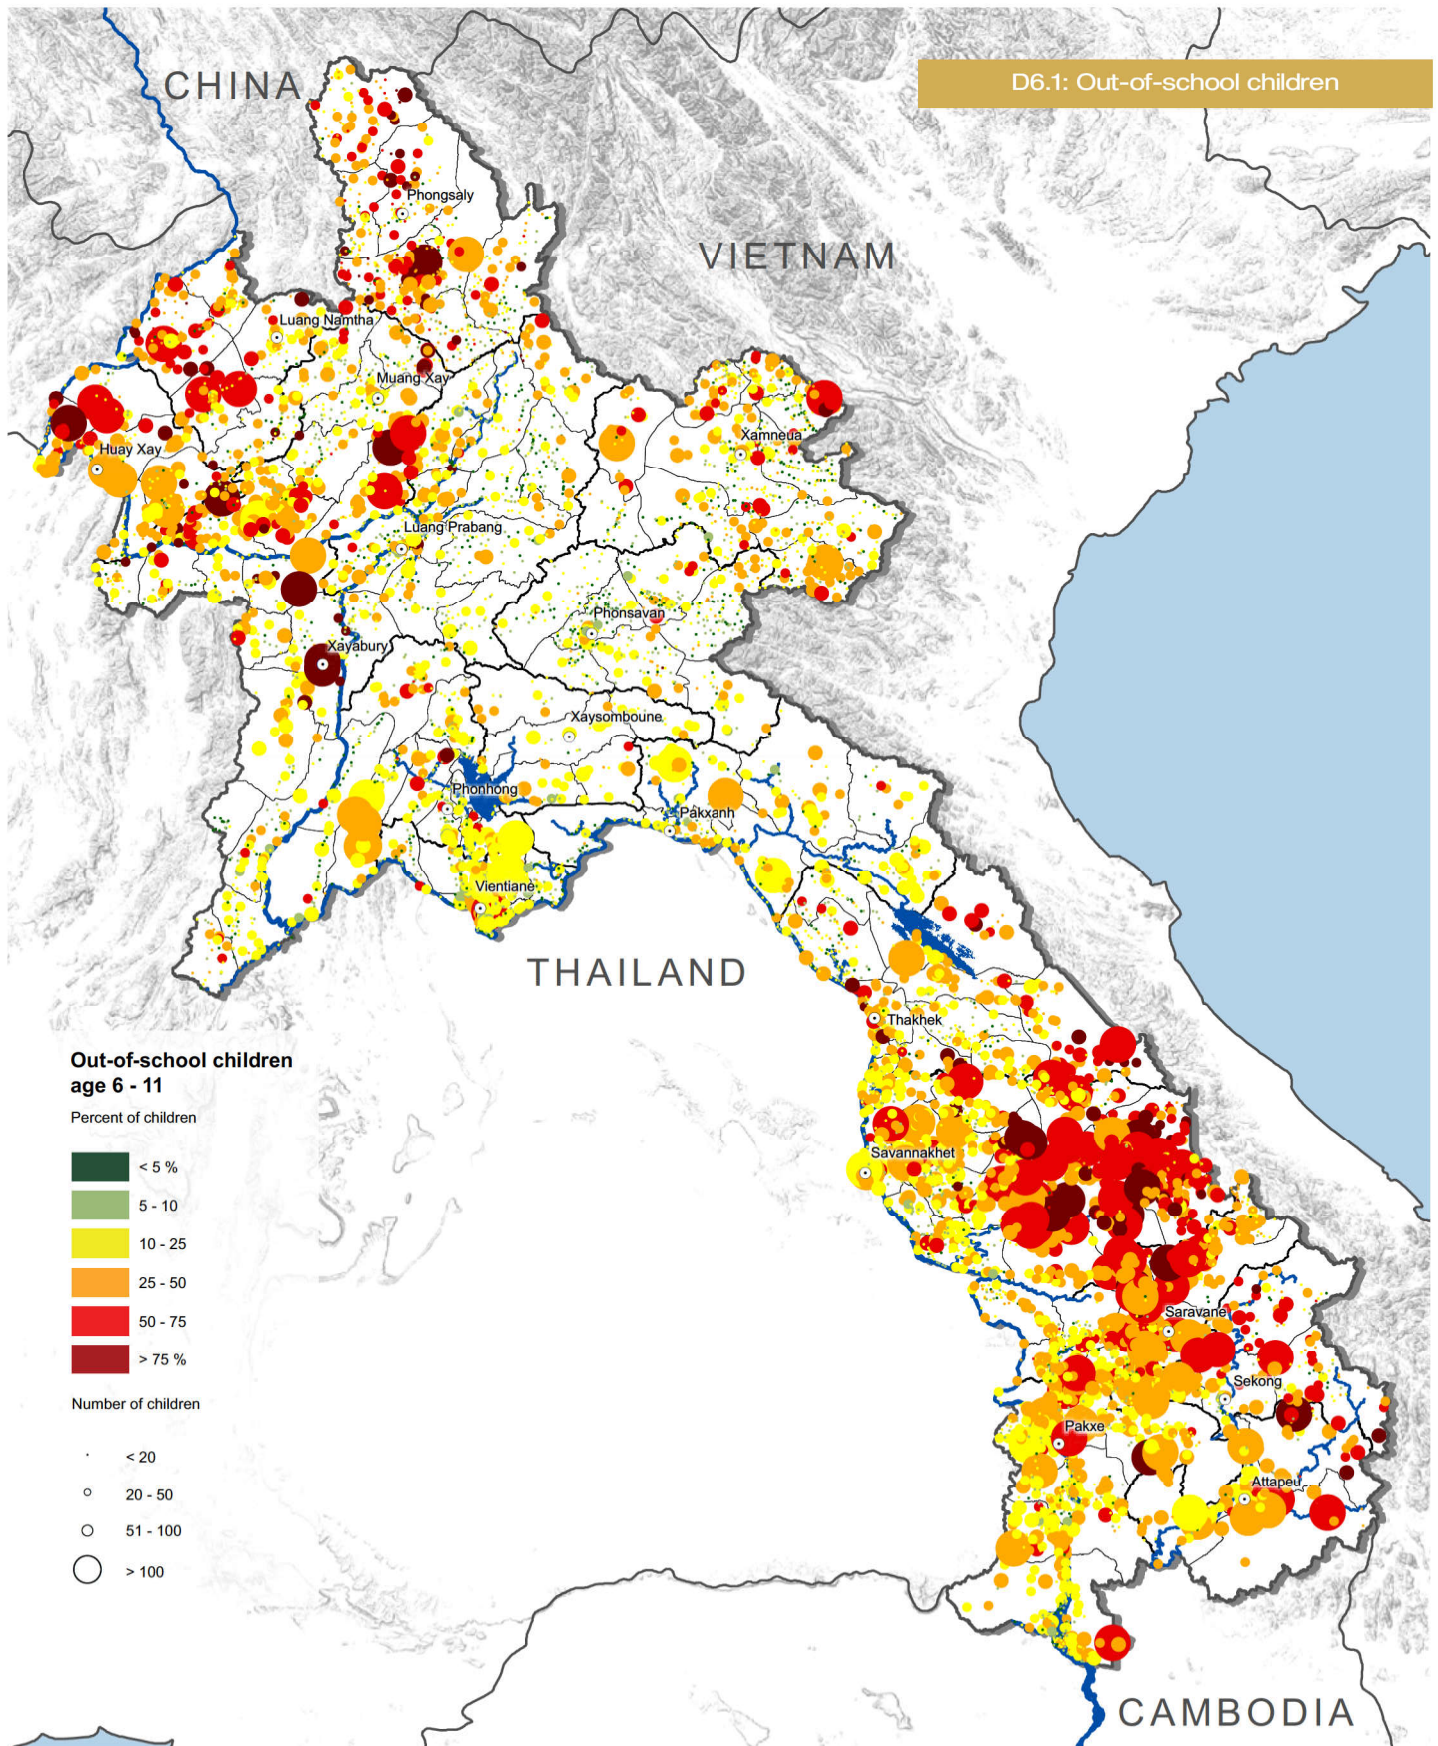 D6.1: Out-of-school children
CHINA
Phongsaly
VIETNAM
Luang Namtha
Muang Xay
Xamneua
Huay Xay
Luang Prabang
Phonsavan
Xayabury
Xaysomboune
Phonhong
Pakxanh
Vientiane
THAILAND
Thakhek
Savannakhet
Saravane
Sekong
Pakxe
Attapeu
CAMBODIA
Out-of-school children
age 6 - 11
Percent of children
< 5 %
5 - 10
10 - 25
25 - 50
50 - 75
> 75 %
Number of children
< 20
20 - 50
51 - 100
> 100